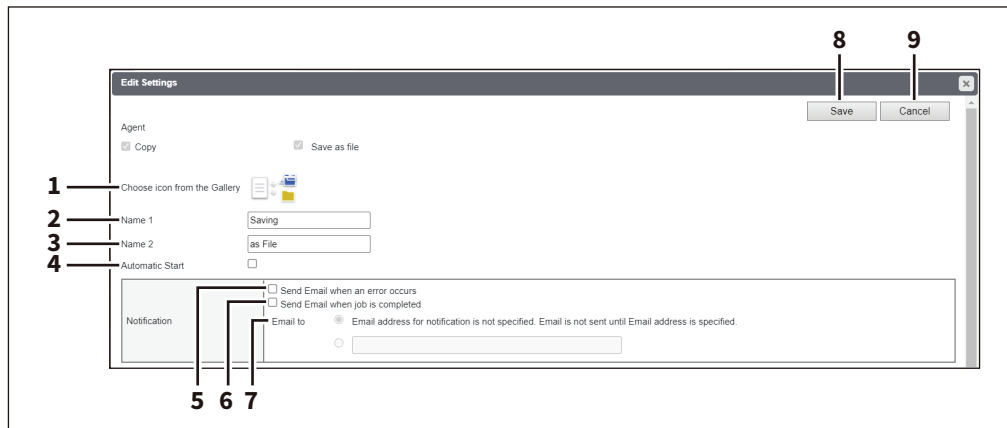 8 9
Edit Settings
Save Cancel
Agent
Copy Save as file
1 Choose icon from the Gallery
2 Name 1 Saving
3 Name 2 as File
4 Automatic Start
Send Email when an error occurs
Send Email when job is completed
Notification Email to Email address for notification is not specified. Email is not sent until Email address is specified.
5 6 7